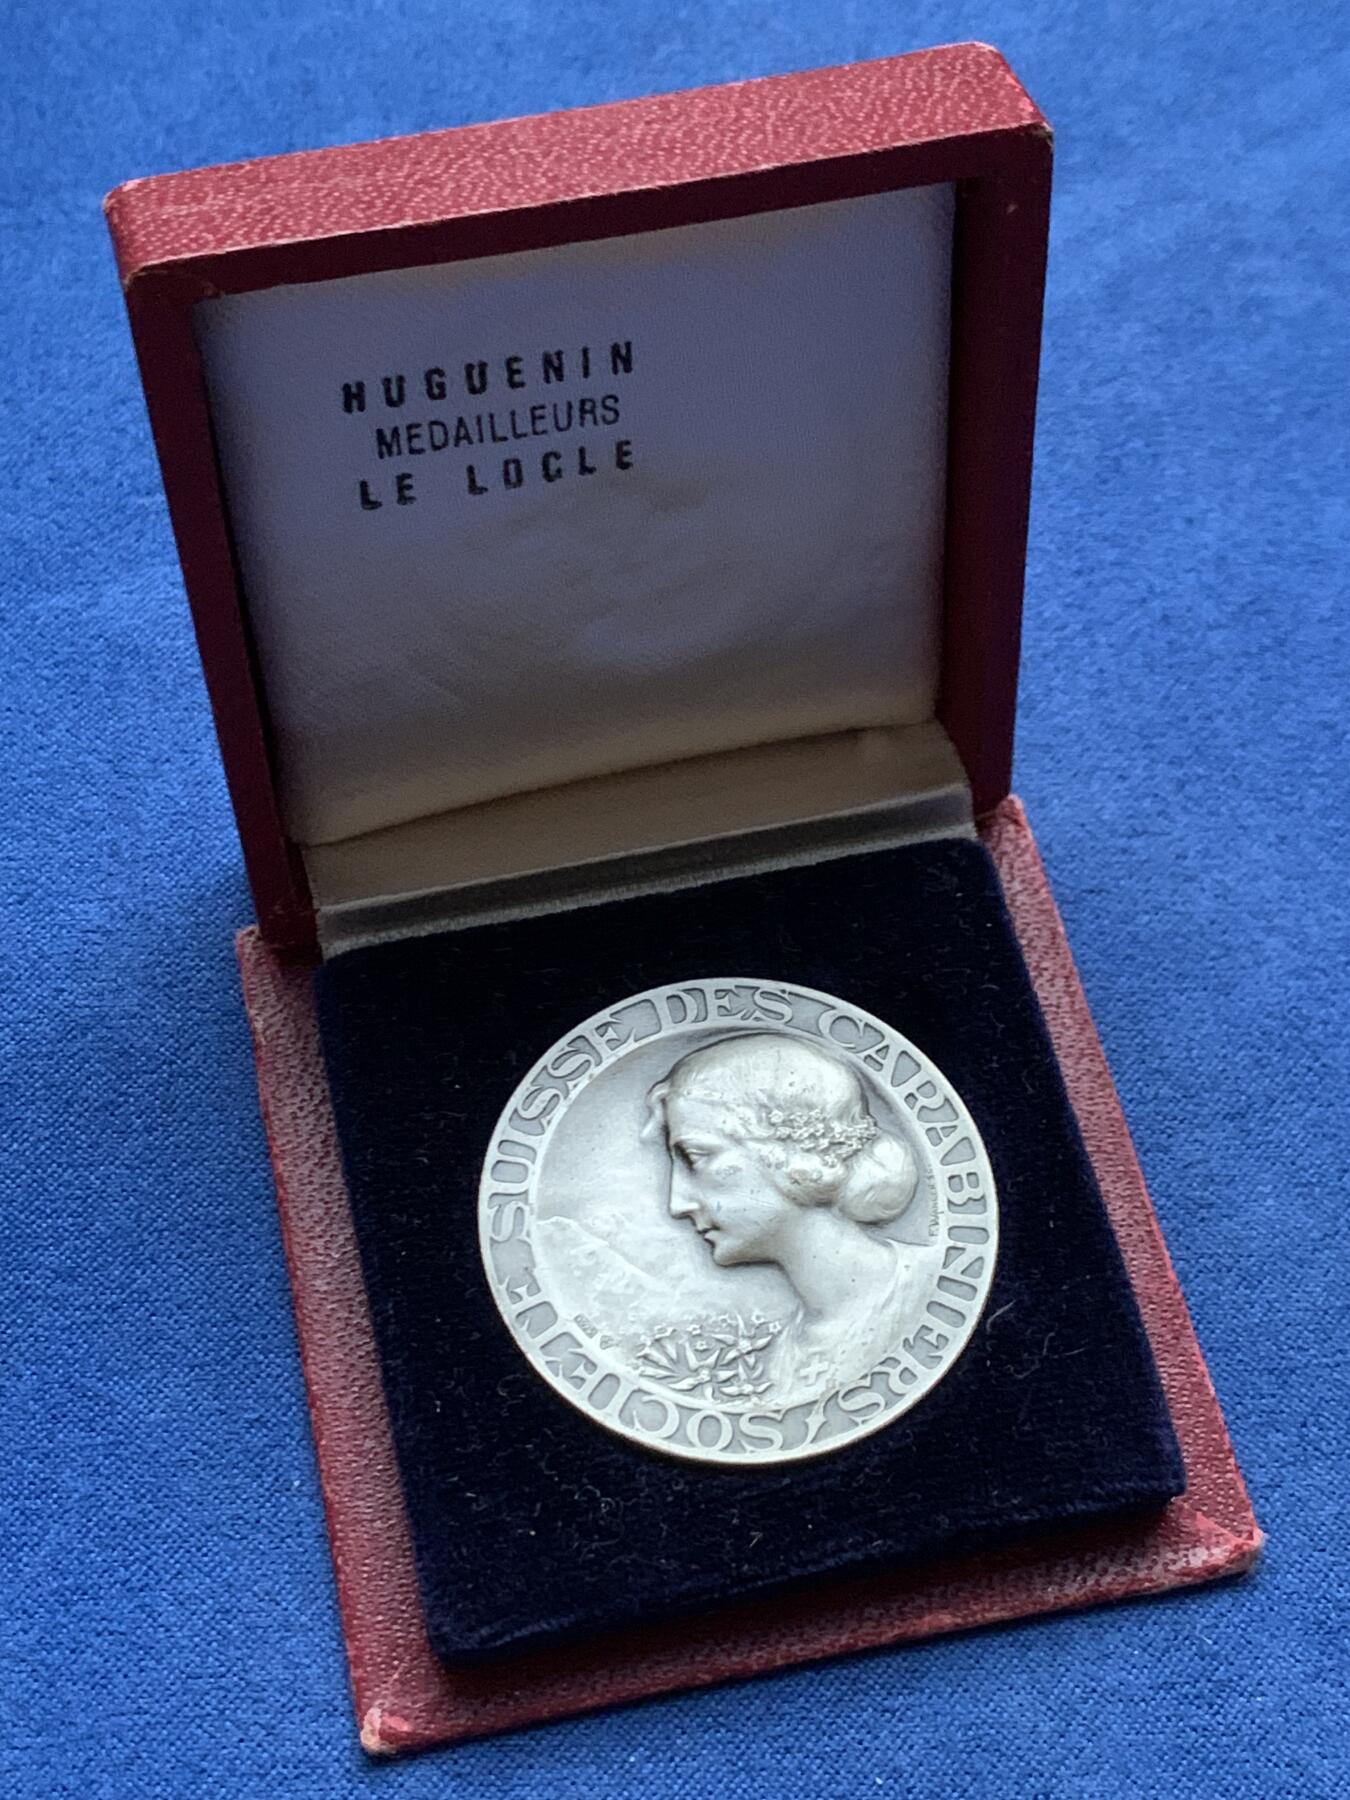 HUGUENIN
MEDAILLEURS
LE LOCLE
SOCIETE SUISSE DES CARABINIERS